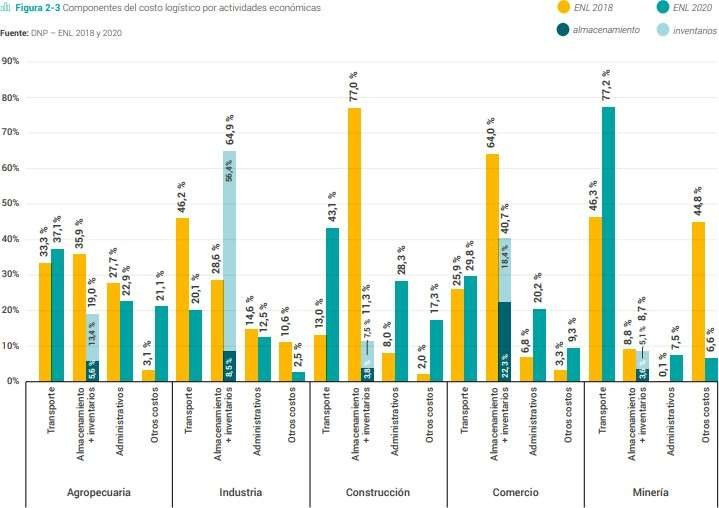 Figura 2-3 Componentes del costo logístico por actividades económicas
Fuente: DNP – ENL 2018 y 2020
ENL 2018
ENL 2020
almacenamiento
inventarios
90%
80%
70%
60%
50%
40%
30%
20%
10%
0%
33,3 %
37,1%
35,9 %
19,0 %
13,4 %
5,6 %
27,7 %
22,9 %
3,1 %
21,1 %
46,2 %
20,1 %
28,6 %
64,9 %
56,4%
8,5 %
14,6 %
12,5 %
10,6 %
2,5 %
13,0 %
43,1 %
77,0 %
11,3 %
7,5 %
3,8%
8,0 %
28,3 %
2,0 %
17,3 %
25,9 %
29,8 %
64,0 %
40,7 %
18,4 %
22,3 %
6,8 %
20,2 %
3,3 %
9,3 %
46,3 %
77,2 %
8,8 %
8,7 %
5,1 %
3,6%
0,1 %
7,5 %
44,8 %
6,6 %
Transporte
Almacenamiento
+ inventarios
Administrativos
Otros costos
Transporte
Almacenamiento
+ inventarios
Administrativos
Otros costos
Transporte
Almacenamiento
+ inventarios
Administrativos
Otros costos
Transporte
Almacenamiento
+ inventarios
Administrativos
Otros costos
Transporte
Almacenamiento
+ inventarios
Administrativos
Otros costos
Agropecuaria
Industria
Construcción
Comercio
Minería